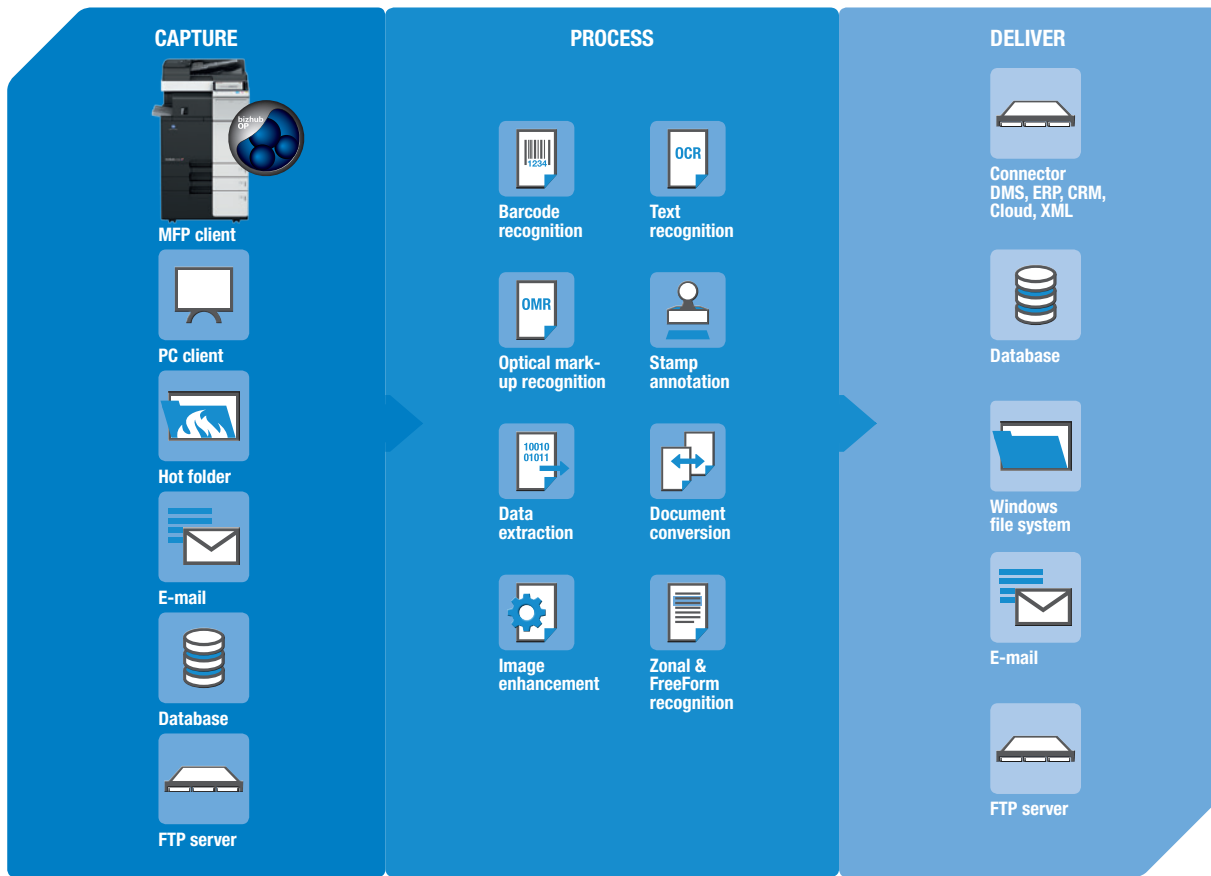 CAPTURE
bizhub
OP
MFP client
PC client
Hot folder
E-mail
Database
FTP server
PROCESS
1234
Barcode
recognition
OCR
Text
recognition
OMR
Optical mark-
up recognition
Stamp
annotation
10010
01011
Data
extraction
Document
conversion
Image
enhancement
Zonal &
FreeForm
recognition
DELIVER
Connector
DMS, ERP, CRM,
Cloud, XML
Database
Windows
file system
E-mail
FTP server